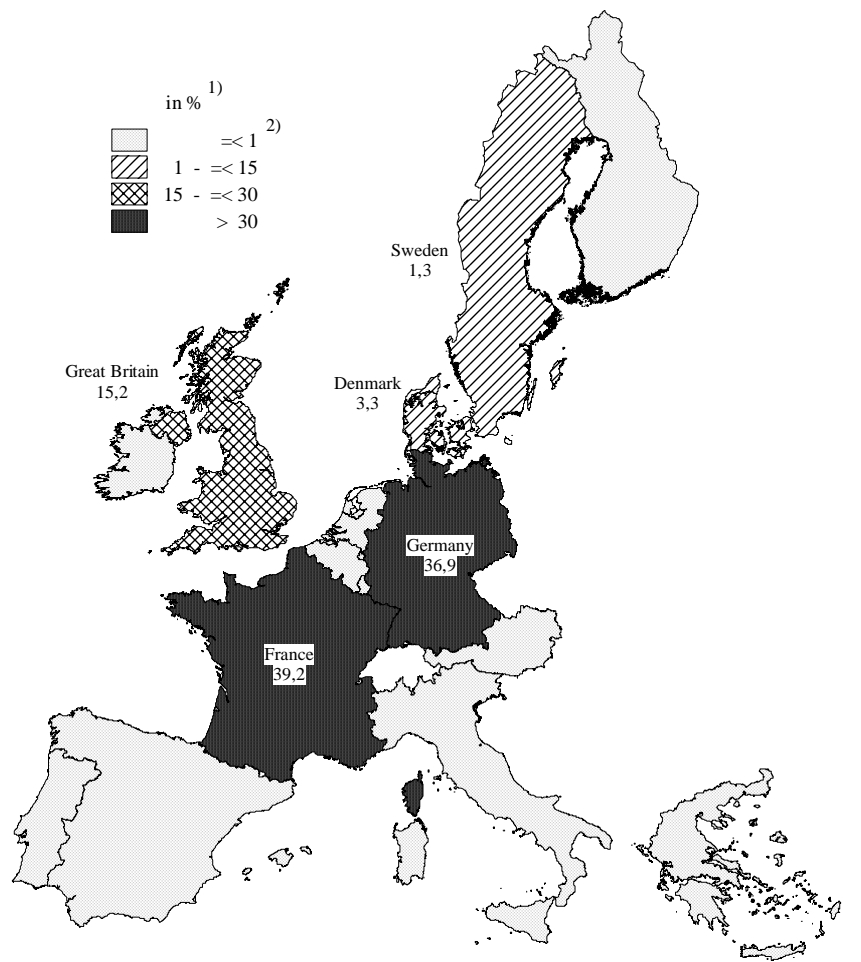 in % 1)
=< 1 2)
1 - =< 15
15 - =< 30
> 30
Sweden
1,3
Great Britain
15,2
Denmark
3,3
Germany
36,9
France
39,2